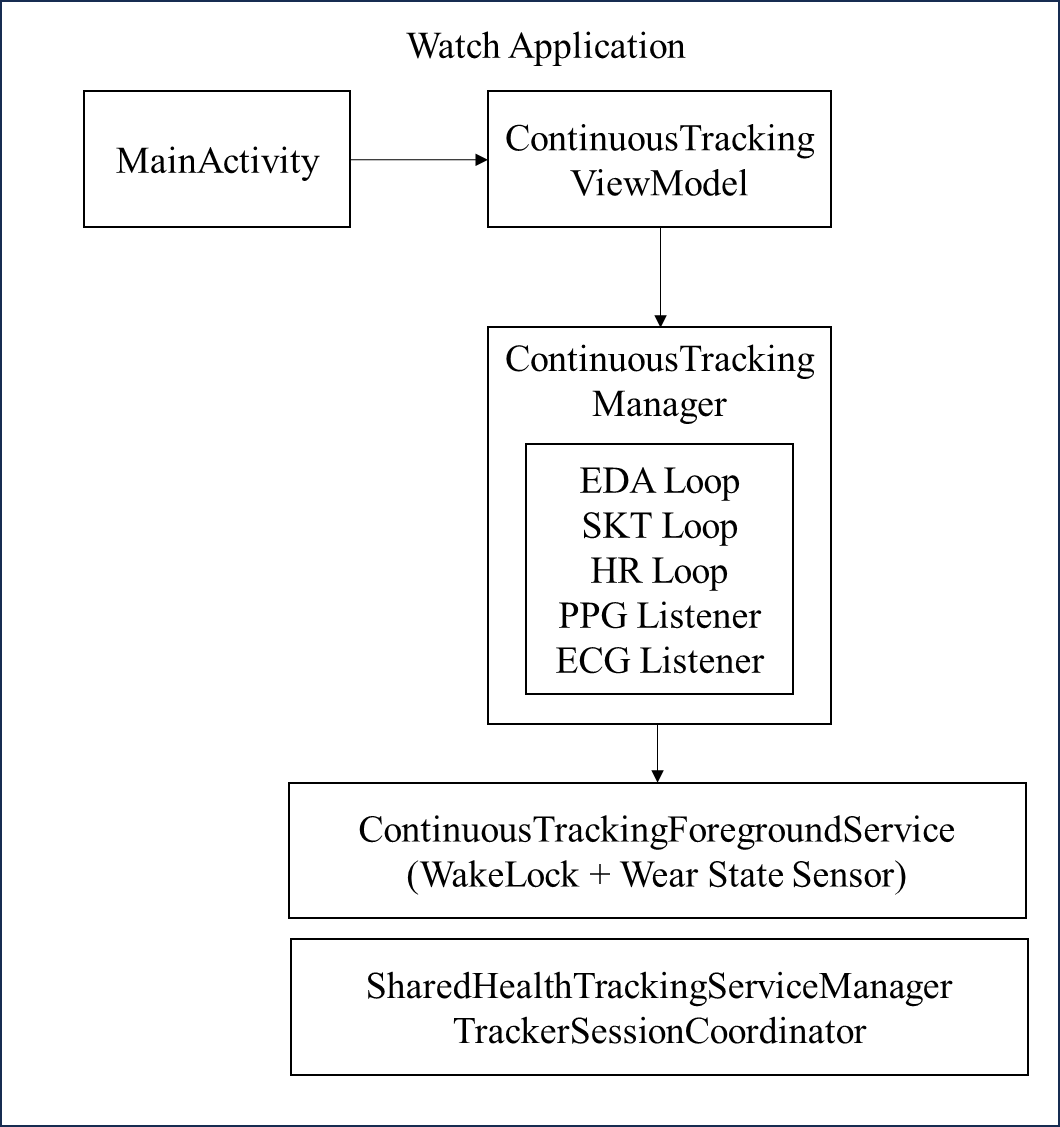 Watch Application
MainActivity
ContinuousTracking
ViewModel
ContinuousTracking
Manager
EDA Loop
SKT Loop
HR Loop
PPG Listener
ECG Listener
ContinuousTrackingForegroundService
(WakeLock + Wear State Sensor)
SharedHealthTrackingServiceManager
TrackerSessionCoordinator